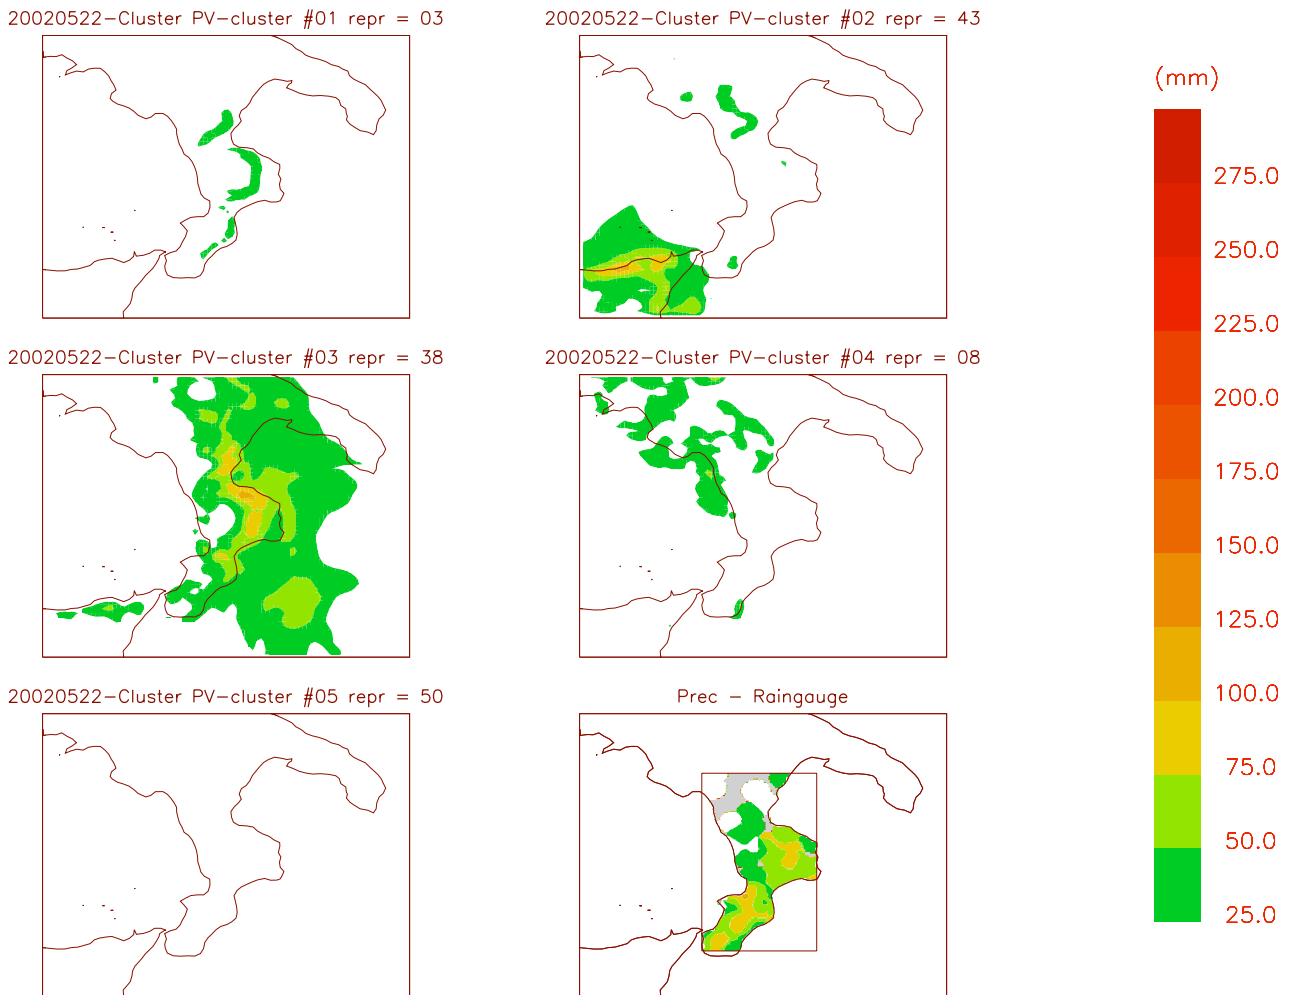 20020522-Cluster PV-cluster #01 repr = 03
20020522-Cluster PV-cluster #02 repr = 43
(mm)
275.0
250.0
225.0
200.0
175.0
150.0
125.0
100.0
75.0
50.0
25.0
20020522-Cluster PV-cluster #03 repr = 38
20020522-Cluster PV-cluster #04 repr = 08
20020522-Cluster PV-cluster #05 repr = 50
Prec - Raingauge